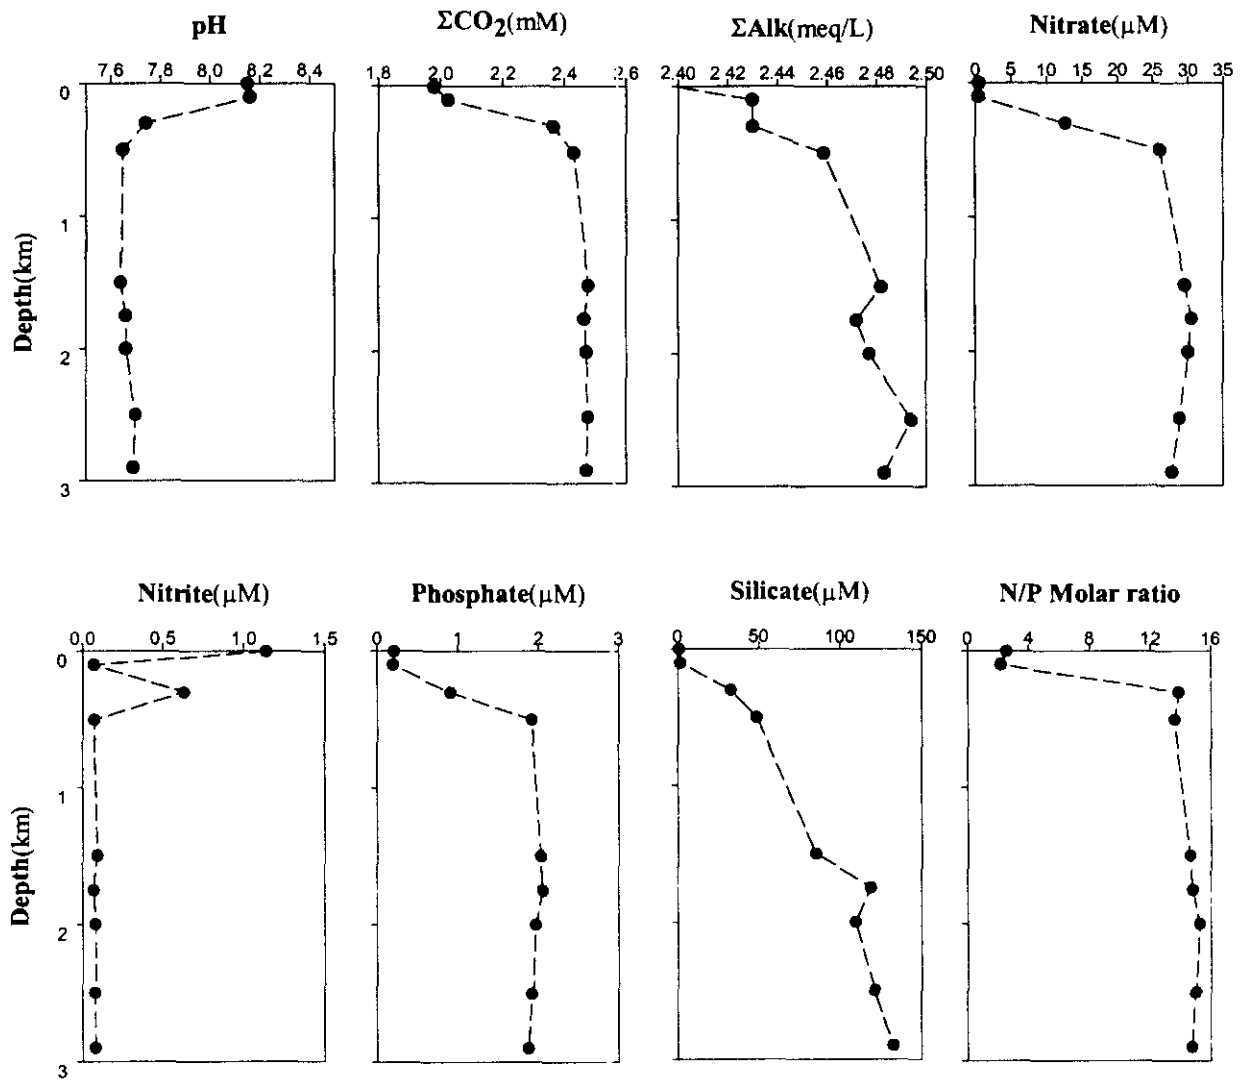 pH
ΣCO2(mM)
ΣAlk(meq/L)
Nitrate(μM)
7,6 7,8 8,0 8,2 8,4
1,8 2.0 2.2 2.4 2.6
2.40 2.42 2.44 2.46 2.48 2.50
0 5 10 15 20 25 30 35
0
1
2
3
Depth(km)
Nitrite(μM)
Phosphate(μM)
Silicate(μM)
N/P Molar ratio
0,0 0,5 1,0 1,5
0 1 2 3
0 50 100 150
0 4 8 12 16
0
1
2
3
Depth(km)